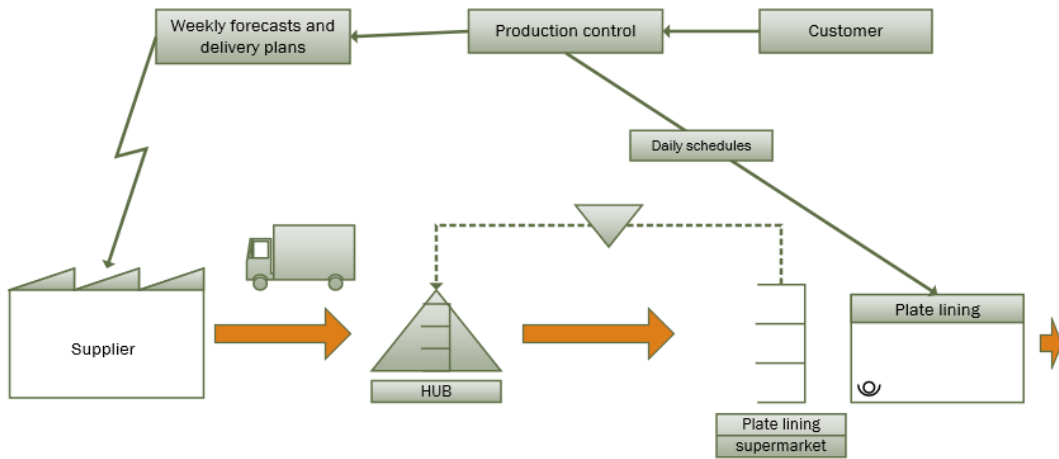 Weekly forecasts and
delivery plans
Production control
Customer
Daily schedules
Supplier
HUB
Plate lining
Plate lining
supermarket